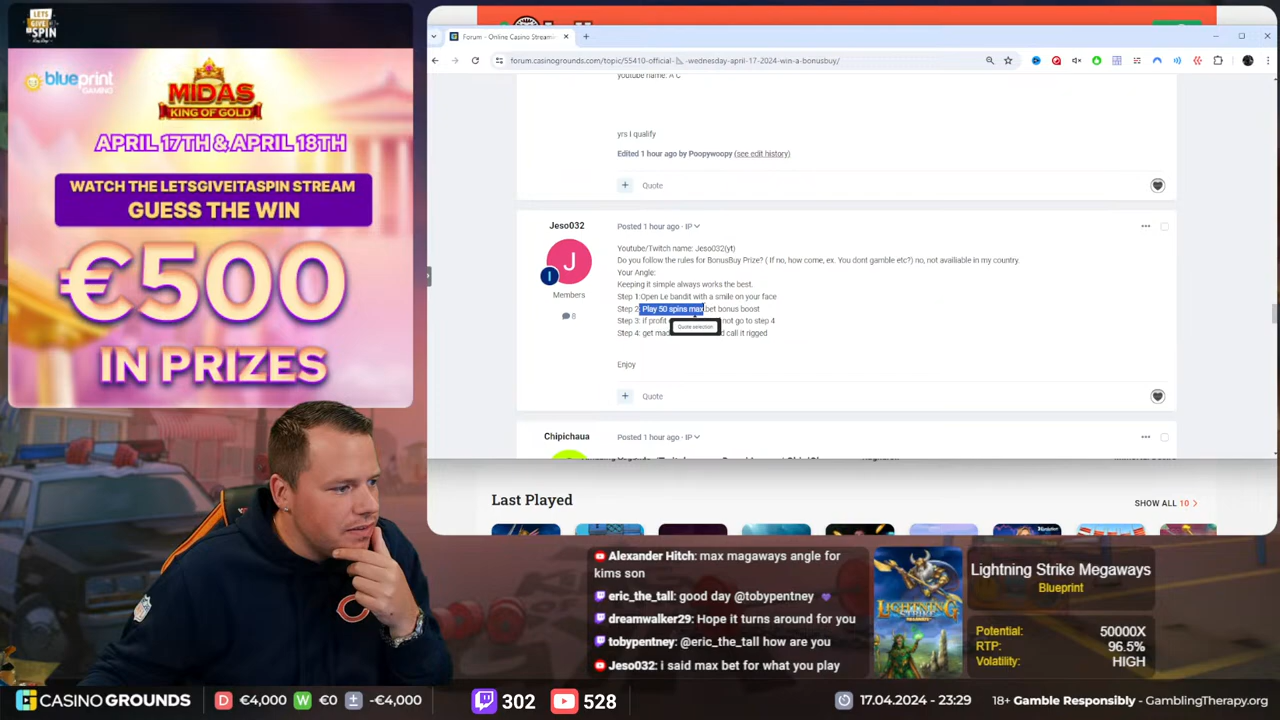 LETS
GIVE IT A
SPIN
blueprint
GAMING
MIDAS
KING OF GOLD
APRIL 17TH & APRIL 18TH
WATCH THE LETSGIVEITASPIN STREAM
GUESS THE WIN
€500
IN PRIZES
Forum - Online Casino Streami
forum.casinogrounds.com/topic/55410-official-
-wednesday-april-17-2024-win-a-bonusbuy/
youtube name: A C
yrs I qualify
Edited 1 hour ago by Poopywoopy (see edit history)
+ Quote
Jeso032
Posted 1 hour ago · IP
J
Members
8
Youtube/Twitch name: Jeso032(yt)
Do you follow the rules for BonusBuy Prize? ( If no, how come, ex. You dont gamble etc?) no, not availiable in my country.
Your Angle:
Keeping it simple always works the best.
Step 1:Open Le bandit with a smile on your face
Step 2: Play 50 spins max bet bonus boost
Step 3: if profit
not go to step 4
Quote selection
Step 4: get mad
d call it rigged
Enjoy
+ Quote
Chipichaua
Posted 1 hour ago · IP
Last Played
SHOW ALL 10
Alexander Hitch: max magaways angle for
kims son
eric_the_tall: good day @tobypentney
dreamwalker29: Hope it turns around for you
tobypentney: @eric_the_tall how are you
Jeso032: i said max bet for what you play
LIGHTNING
STRIKE
Lightning Strike Megaways
Blueprint
Potential: 50000X
RTP: 96.5%
Volatility: HIGH
CASINO GROUNDS
D €4,000 W €0 ± -€4,000
302
528
17.04.2024 - 23:29
18+ Gamble Responsibly - GamblingTherapy.org